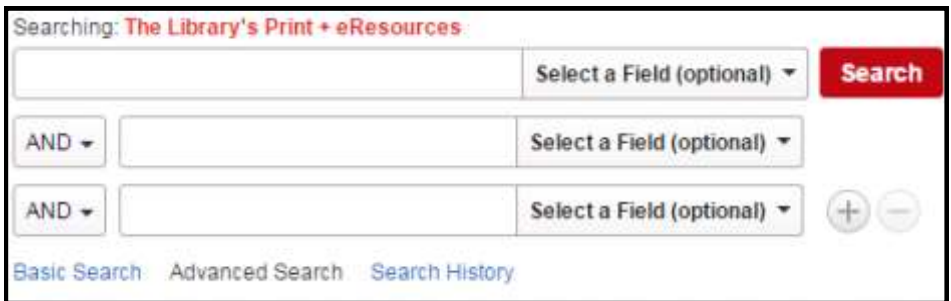 Searching: The Library's Print + eResources
Select a Field (optional) Search
AND Select a Field (optional)
AND Select a Field (optional)
Basic Search Advanced Search Search History